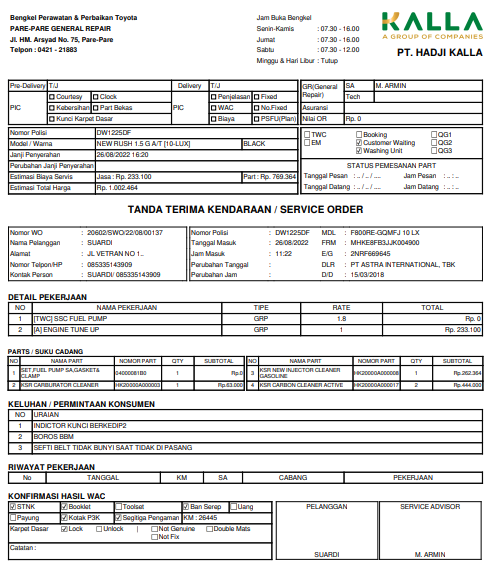 Bengkel Perawatan & Perbaikan Toyota
PARE-PARE GENERAL REPAIR
Jl. HM. Arsyad No. 75, Pare-Pare
Telpon : 0421 - 21883
Jam Buka Bengkel
Senin-Kamis : 07.30 - 16.00
Jumat : 07.30 - 16.00
Sabtu : 07.30 - 12.00
Minggu & Hari Libur : Tutup
KALLA
A GROUP OF COMPANIES
PT. HADJI KALLA
Pre-Delivery T/J Delivery T/J
PIC Courtesy Clock PIC Penjelasan Fixed
Kebersihan Part Bekas WAC No.Fixed
Kunci Karpet Dasar Biaya PSFU(Plan)
GR(General Repair) SA M. ARMIN
Tech
Asuransi
Nilai OR Rp. 0
Nomor Polisi DW1225DF
Model / Warna NEW RUSH 1.5 G A/T [10-LUX] BLACK
Janji Penyerahan 26/08/2022 16:20
Perubahan Janji Penyerahan
Estimasi Biaya Servis Jasa : Rp. 233.100 Part : Rp. 769.364
Estimasi Total Harga Rp. 1.002.464
TWC Booking QG1
EM Customer Waiting QG2
Washing Unit QG3
STATUS PEMESANAN PART
Tanggal Pesan : .. / .. / .... Jam Pesan : .. : ..
Tanggal Datang : .. / .. / .... Jam Datang : .. : ..
TANDA TERIMA KENDARAAN / SERVICE ORDER
Nomor WO : 20602/SWO/22/08/00137
Nama Pelanggan : SUARDI
Alamat : JL VETRAN NO 1..
Nomor Telpon/HP : 085335143909
Kontak Person : SUARDI/ 085335143909
Nomor Polisi : DW1225DF MDL : F800RE-GQMFJ 10 LX
Tanggal Masuk : 26/08/2022 FRM : MHKE8FB3JJK004900
Jam Masuk : 11:22 E/G : 2NRF669645
Perubahan Tanggal : DLR : PT ASTRA INTERNATIONAL, TBK
Perubahan Jam : D/D : 15/03/2018
DETAIL PEKERJAAN
NO NAMA PEKERJAAN TIPE RATE TOTAL
1 [TWC] SSC FUEL PUMP GRP 1.8 Rp. 0
2 [A] ENGINE TUNE UP GRP 1 Rp. 233.100
PARTS / SUKU CADANG
NO NAMA PART NOMOR PART QTY SUBTOTAL NO NAMA PART NOMOR PART QTY SUBTOTAL
1 SET,FUEL PUMP SA,GASKET& CLAMP 04000081B0 1 Rp.0 3 KSR NEW INJECTOR CLEANER GASOLINE HK20000A000008 1 Rp.262.364
2 KSR CARBURATOR CLEANER HK20000A000003 1 Rp.63.000 4 KSR CARBON CLEANER ACTIVE HK20000A000017 2 Rp.444.000
KELUHAN / PERMINTAAN KONSUMEN
NO URAIAN
1 INDICTOR KUNCI BERKEDIP2
2 BOROS BBM
3 SEFTI BELT TIDAK BUNYI SAAT TIDAK DI PASANG
RIWAYAT PEKERJAAN
No TANGGAL KM SA CABANG PEKERJAAN
KONFIRMASI HASIL WAC
STNK Booklet Toolset Ban Serep Uang
Payung Kotak P3K Segitiga Pengaman KM : 26445
Karpet Dasar Lock Unlock | Not Genuine Double Mats
Not Fix
Catatan :
PELANGGAN SERVICE ADVISOR
SUARDI M. ARMIN